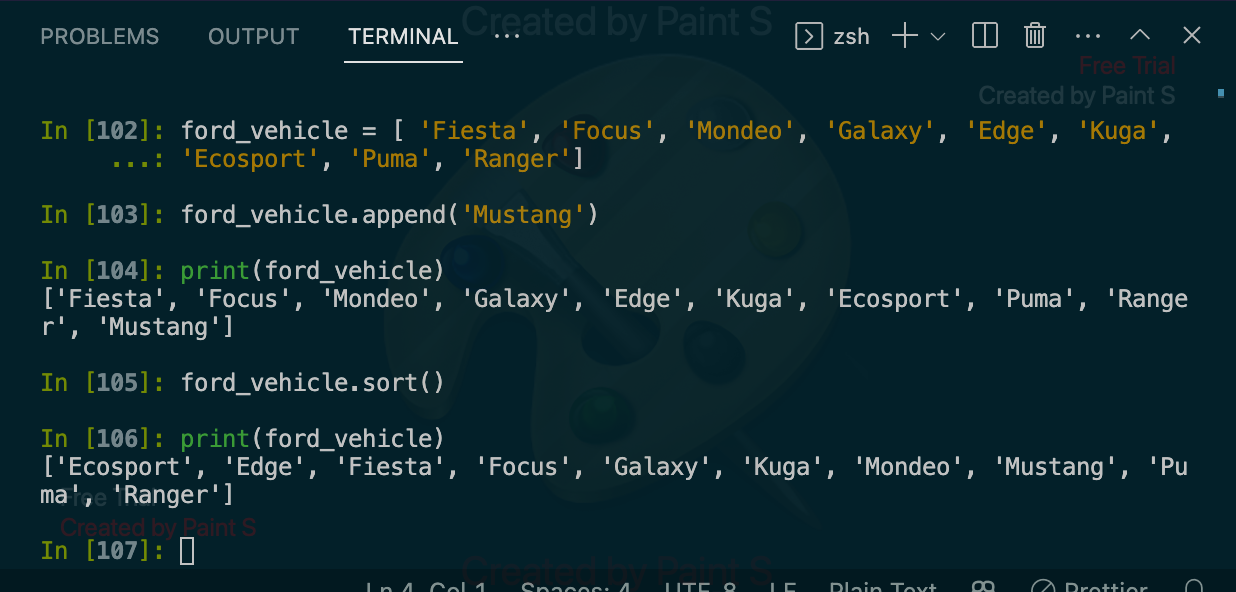 Created by Paint S
PROBLEMS OUTPUT TERMINAL ... zsh
Free Trial
Created by Paint S
In [102]: ford_vehicle = [ 'Fiesta', 'Focus', 'Mondeo', 'Galaxy', 'Edge', 'Kuga',
...: 'Ecosport', 'Puma', 'Ranger']
In [103]: ford_vehicle.append('Mustang')
In [104]: print(ford_vehicle)
['Fiesta', 'Focus', 'Mondeo', 'Galaxy', 'Edge', 'Kuga', 'Ecosport', 'Puma', 'Range
r', 'Mustang']
In [105]: ford_vehicle.sort()
In [106]: print(ford_vehicle)
['Ecosport', 'Edge', 'Fiesta', 'Focus', 'Galaxy', 'Kuga', 'Mondeo', 'Mustang', 'Pu
ma', 'Ranger']
Free Trial
Created by Paint S
In [107]:
Created by Paint S
Ln 4, Col 1 Spaces: 4 UTF-8 LF Plain Text Prettier